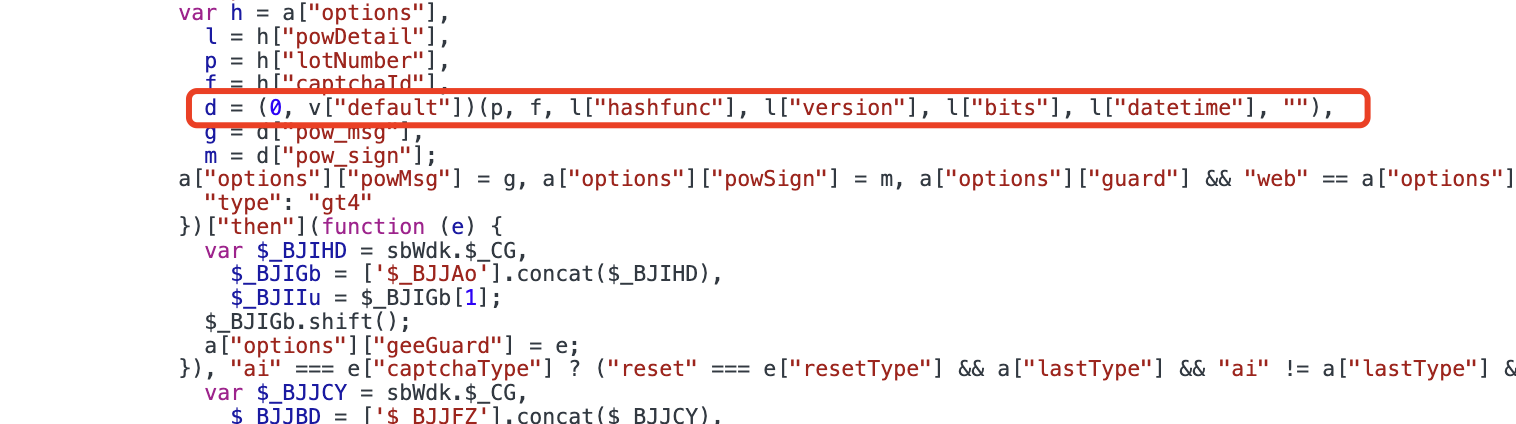 var h = a["options"],
l = h["powDetail"],
p = h["lotNumber"],
f = h["captchaId"],
d = (0, v["default"])(p, f, l["hashfunc"], l["version"], l["bits"], l["datetime"], ""),
g = d["pow_msg"],
m = d["pow_sign"];
a["options"]["powMsg"] = g, a["options"]["powSign"] = m, a["options"]["guard"] && "web" == a["options"]
"type": "gt4"
})["then"](function (e) {
var $_BJIHD = sbWdk.$_CG,
$_BJIGb = ['$_BJJAo'].concat($_BJIHD),
$_BJIIu = $_BJIGb[1];
$_BJIGb.shift();
a["options"]["geeGuard"] = e;
}), "ai" === e["captchaType"] ? ("reset" === e["resetType"] && a["lastType"] && "ai" != a["lastType"] &
var $_BJJCY = sbWdk.$_CG,
$_BJJBD = ['$_BJJFZ'].concat($_BJJCY),